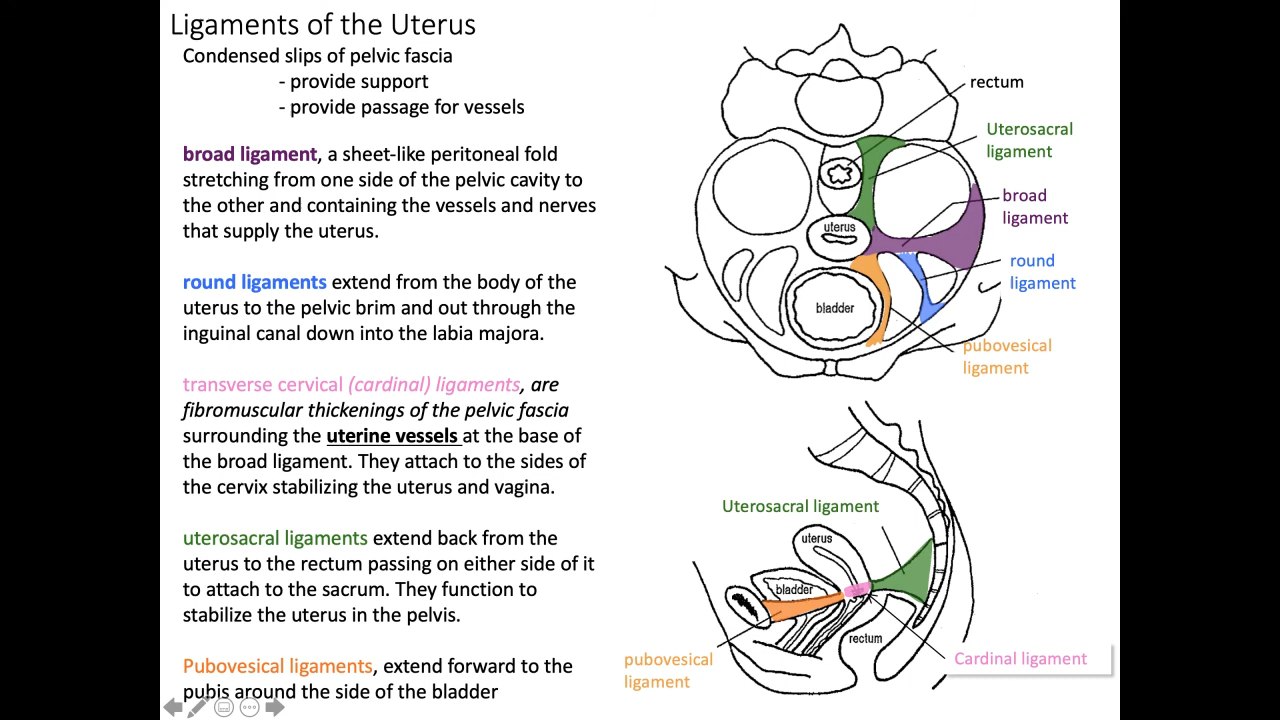 Ligaments of the Uterus
Condensed slips of pelvic fascia
- provide support
- provide passage for vessels
broad ligament, a sheet-like peritoneal fold
stretching from one side of the pelvic cavity to
the other and containing the vessels and nerves
that supply the uterus.
round ligaments extend from the body of the
uterus to the pelvic brim and out through the
inguinal canal down into the labia majora.
transverse cervical (cardinal) ligaments, are
fibromuscular thickenings of the pelvic fascia
surrounding the uterine vessels at the base of
the broad ligament. They attach to the sides of
the cervix stabilizing the uterus and vagina.
uterosacral ligaments extend back from the
uterus to the rectum passing on either side of it
to attach to the sacrum. They function to
stabilize the uterus in the pelvis.
Pubovesical ligaments, extend forward to the
pubis around the side of the bladder
rectum
Uterosacral
ligament
broad
ligament
uterus
round
ligament
bladder
pubovesical
ligament
Uterosacral ligament
uterus
bladder
rectum
pubovesical
ligament
Cardinal ligament